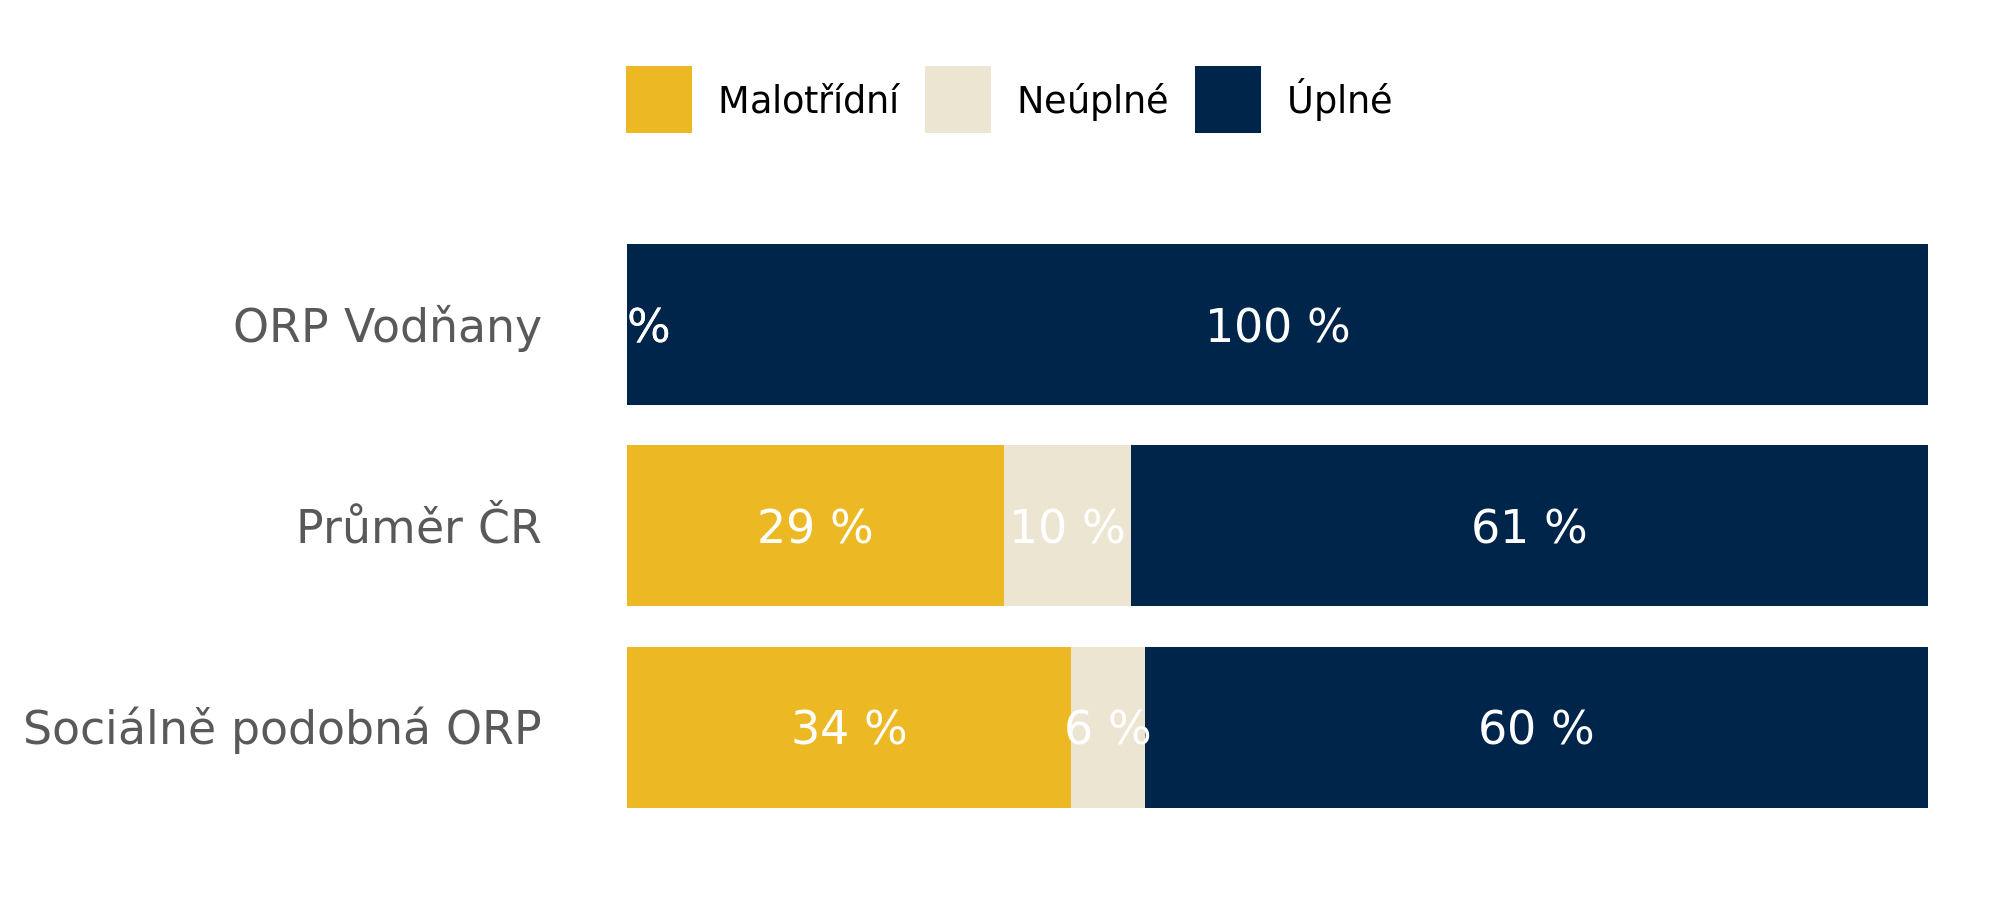 Malotřídní Neúplné Úplné
ORP Vodňany % 100 %
Průměr ČR 29 % 10 % 61 %
Sociálně podobná ORP 34 % 6 % 60 %